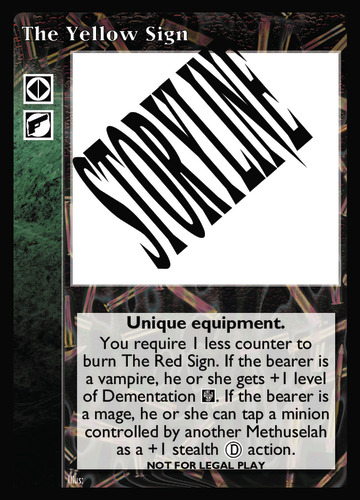 The Yellow Sign
STORYLINE
Unique equipment.
You require 1 less counter to
burn The Red Sign. If the bearer is
a vampire, he or she gets +1 level
of Dementation. If the bearer is
a mage, he or she can tap a minion
controlled by another Methuselah
as a +1 stealth D action.
NOT FOR LEGAL PLAY
Illus: